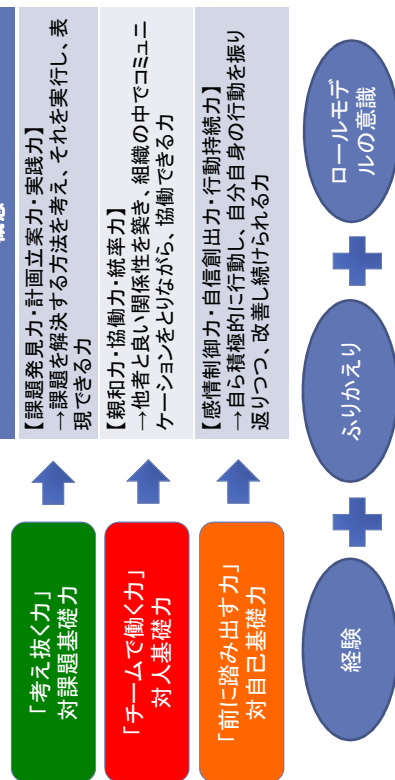 「考え抜く力」
対課題基礎力
【課題発見力・計画立案力・実践力】
→課題を解決する方法を考え、それを実行し、表
現できる力
「チームで働く力」
対人基礎力
【親和力・協働力・統率力】
→他者と良い関係性を築き、組織の中でコミュニ
ケーションをとりながら、協働できる力
「前に踏み出す力」
対自己基礎力
【感情制御力・自信創出力・行動持続力】
→自ら積極的に行動し、自分自身の行動を振り
返りつつ、改善し続けられる力
経験
ふりかえり
ロールモデ
ルの意識